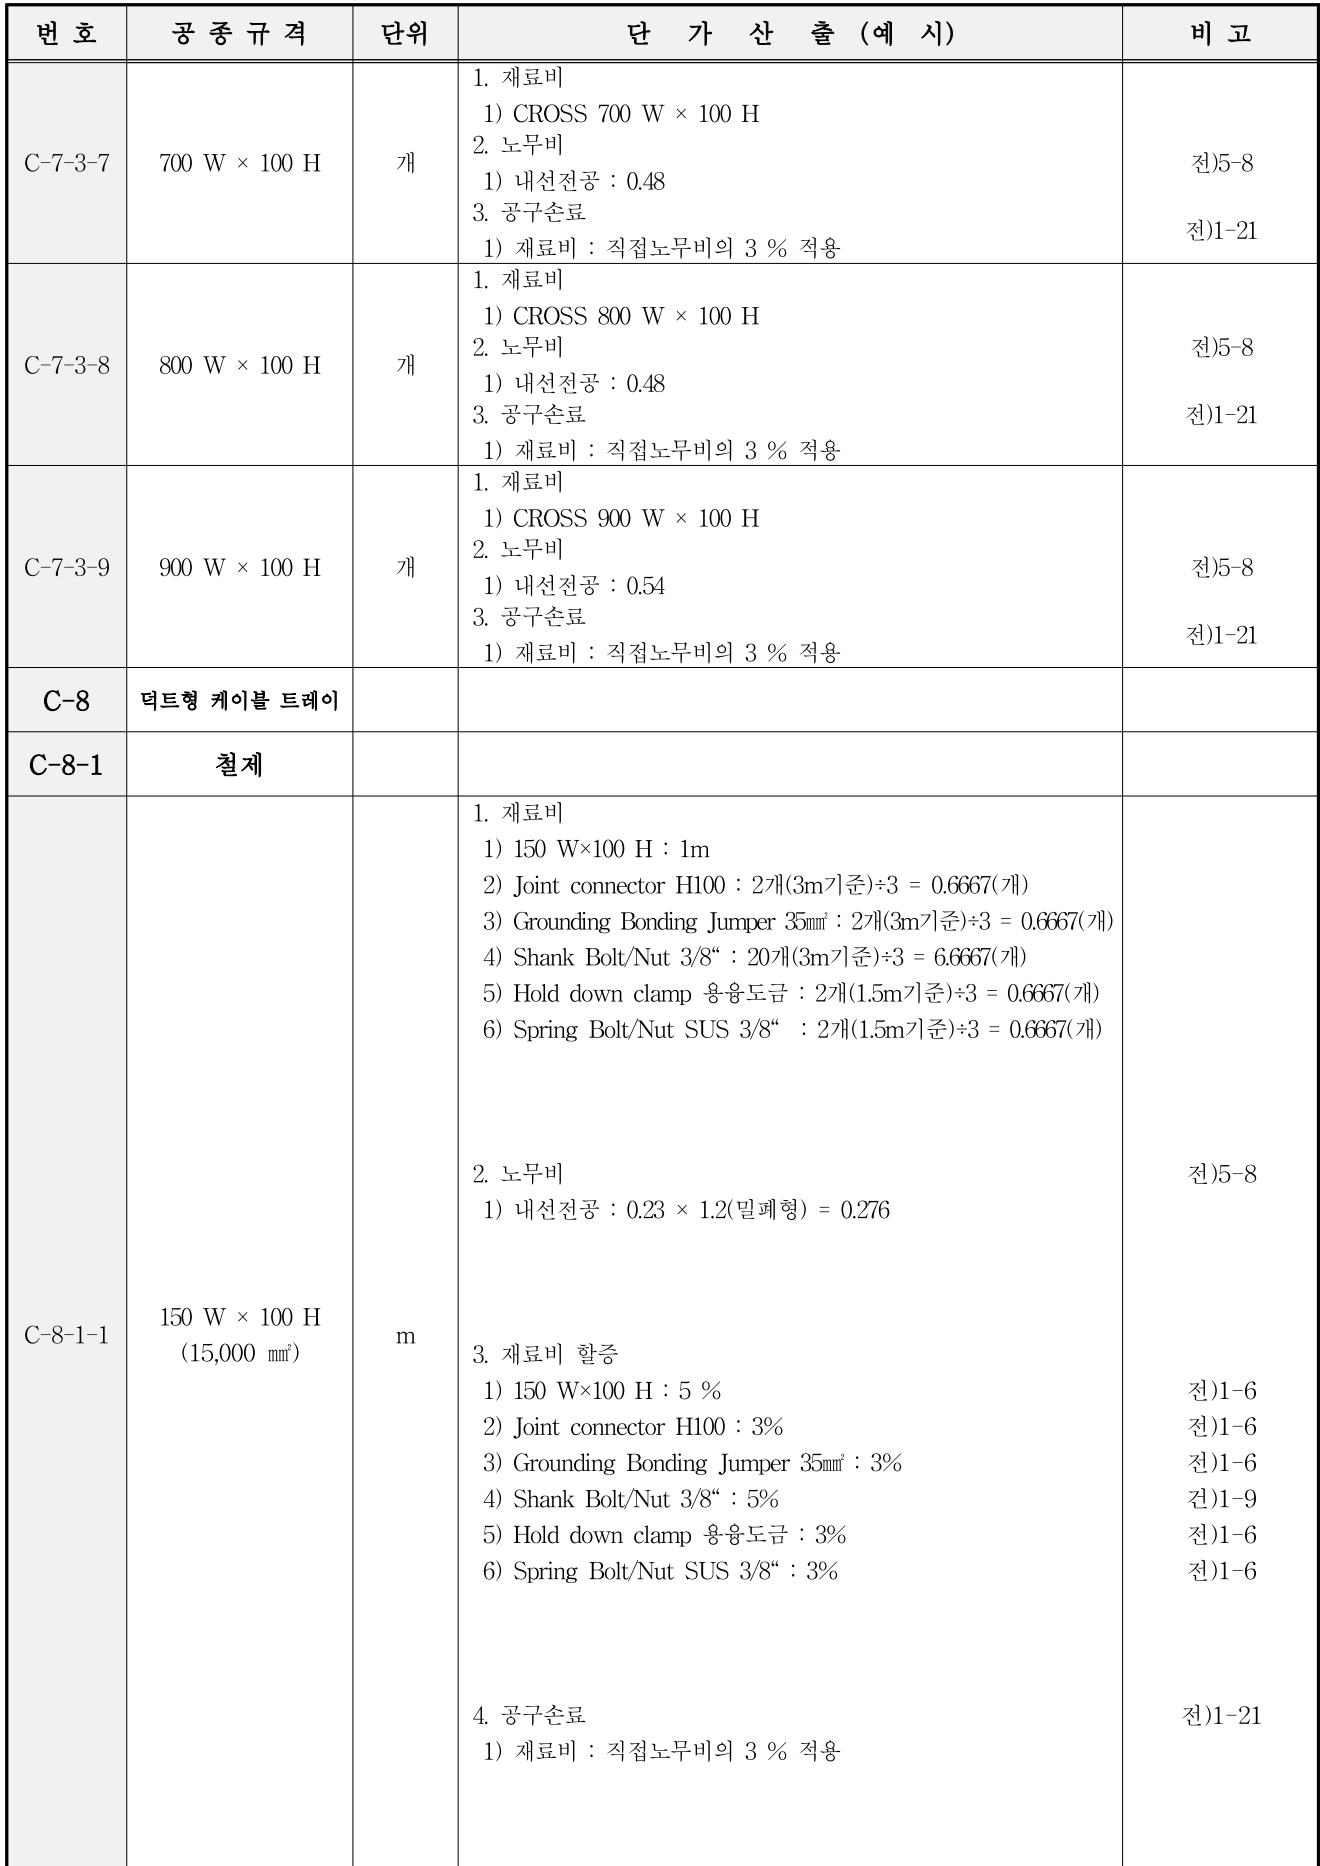 번 호 공 종 규 격 단위 단 가 산 출 (예 시) 비 고
1. 재료비
1) CROSS 700 W × 100 H
2. 노무비
C-7-3-7 700 W × 100 H 개 전)5-8
1) 내선전공 : 0.48
3. 공구손료
전)1-21
1) 재료비 : 직접노무비의 3 % 적용
1. 재료비
1) CROSS 800 W × 100 H
2. 노무비 전)5-8
C-7-3-8 800 W × 100 H 개
1) 내선전공 : 0.48
3. 공구손료 전)1-21
1) 재료비 : 직접노무비의 3 % 적용
1. 재료비
1) CROSS 900 W × 100 H
2. 노무비
C-7-3-9 900 W × 100 H 개 전)5-8
1) 내선전공 : 0.54
3. 공구손료
전)1-21
1) 재료비 : 직접노무비의 3 % 적용
C-8 덕트형 케이블 트레이
C-8-1 철제
1. 재료비
1) 150 W×100 H : 1m
2) Joint connector H100 : 2개(3m기준)÷3 = 0.6667(개)
3) Grounding Bonding Jumper 35㎟ : 2개(3m기준)÷3 = 0.6667(개)
4) Shank Bolt/Nut 3/8“ : 20개(3m기준)÷3 = 6.6667(개)
5) Hold down clamp 용융도금 : 2개(1.5m기준)÷3 = 0.6667(개)
6) Spring Bolt/Nut SUS 3/8“ : 2개(1.5m기준)÷3 = 0.6667(개)
2. 노무비 전)5-8
1) 내선전공 : 0.23 × 1.2(밀폐형) = 0.276
150 W × 100 H
C-8-1-1 m
(15,000 ㎟)
3. 재료비 할증
1) 150 W×100 H : 5 % 전)1-6
2) Joint connector H100 : 3% 전)1-6
3) Grounding Bonding Jumper 35㎟ : 3% 전)1-6
4) Shank Bolt/Nut 3/8“ : 5% 건)1-9
5) Hold down clamp 용융도금 : 3% 전)1-6
6) Spring Bolt/Nut SUS 3/8“ : 3% 전)1-6
4. 공구손료 전)1-21
1) 재료비 : 직접노무비의 3 % 적용